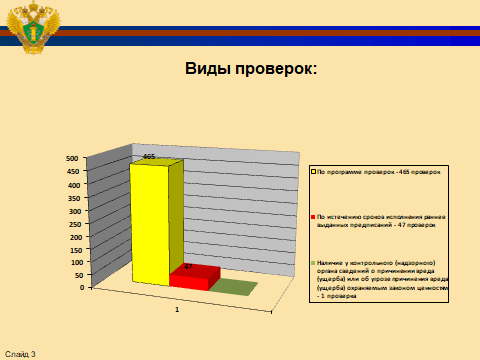 Виды проверок:
465
47
500
450
400
350
300
250
200
150
100
50
0
1
По программе проверок - 465 проверок
По истечению сроков исполнения раннее
выданных предписаний - 47 проверок
Наличие у контрольного (надзорного)
органа сведений о причинении вреда
(ущерба) или об угрозе причинения вреда
(ущерба) охраняемым законом ценностям
- 1 проверка
Слайд 3